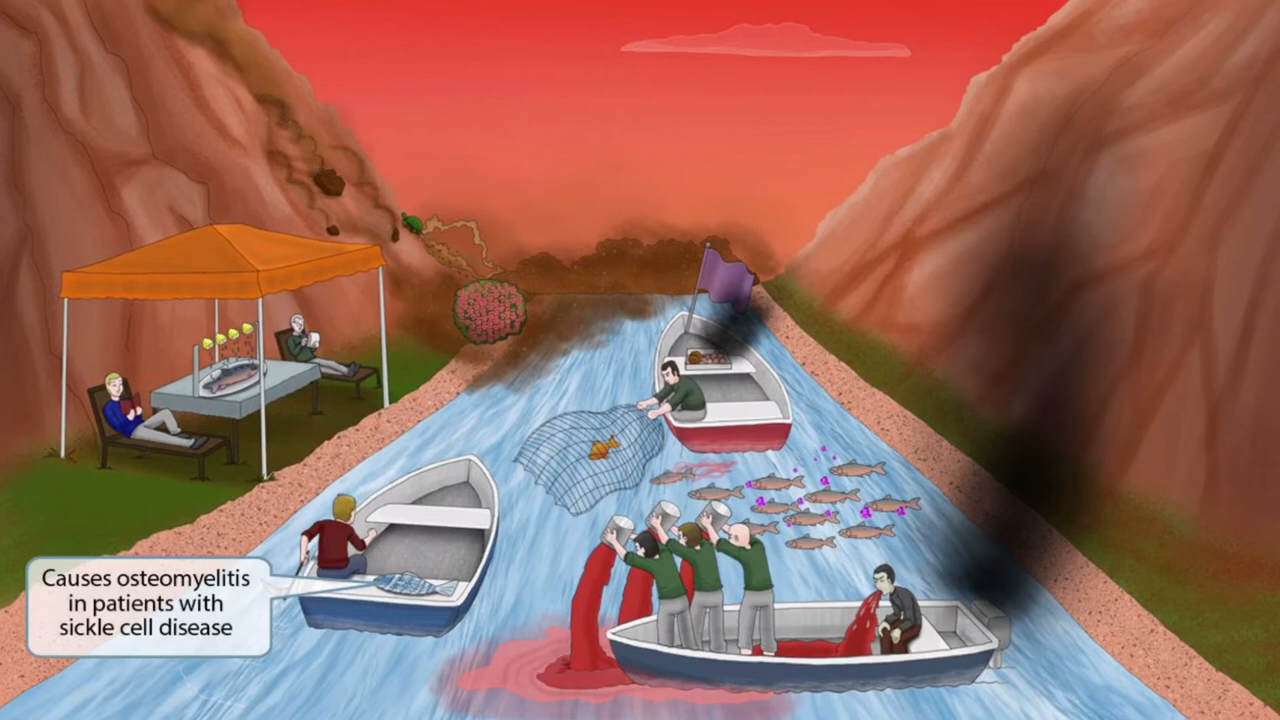 Causes osteomyelitis
in patients with
sickle cell disease